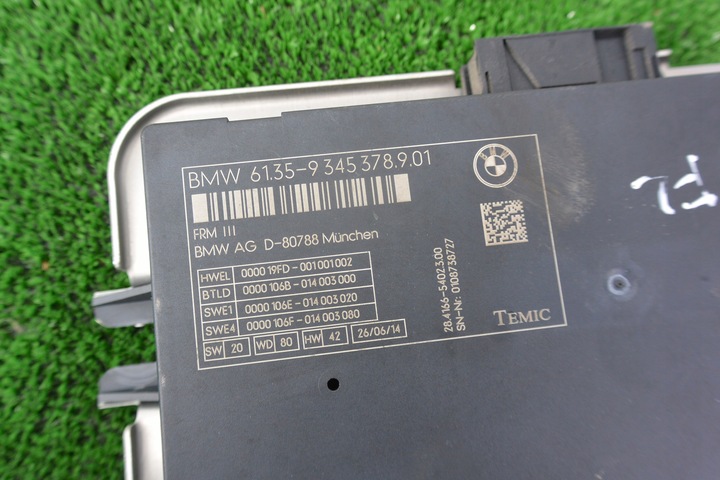 BMW 61.35-9 345 378.9.01
FRM III
BMW AG D-80788 München
HWEL 0000 19FD - 001 001 002
BTLD 0000 106B - 014 003 000
SWE1 0000 106E - 014 003 020
SWE4 0000 106F - 014 003 080
SW 20 WD 80 HW 42 26/06/14
28.4166-5402.3.00
SN-Nr: 0108738727
BMW
TEMIC